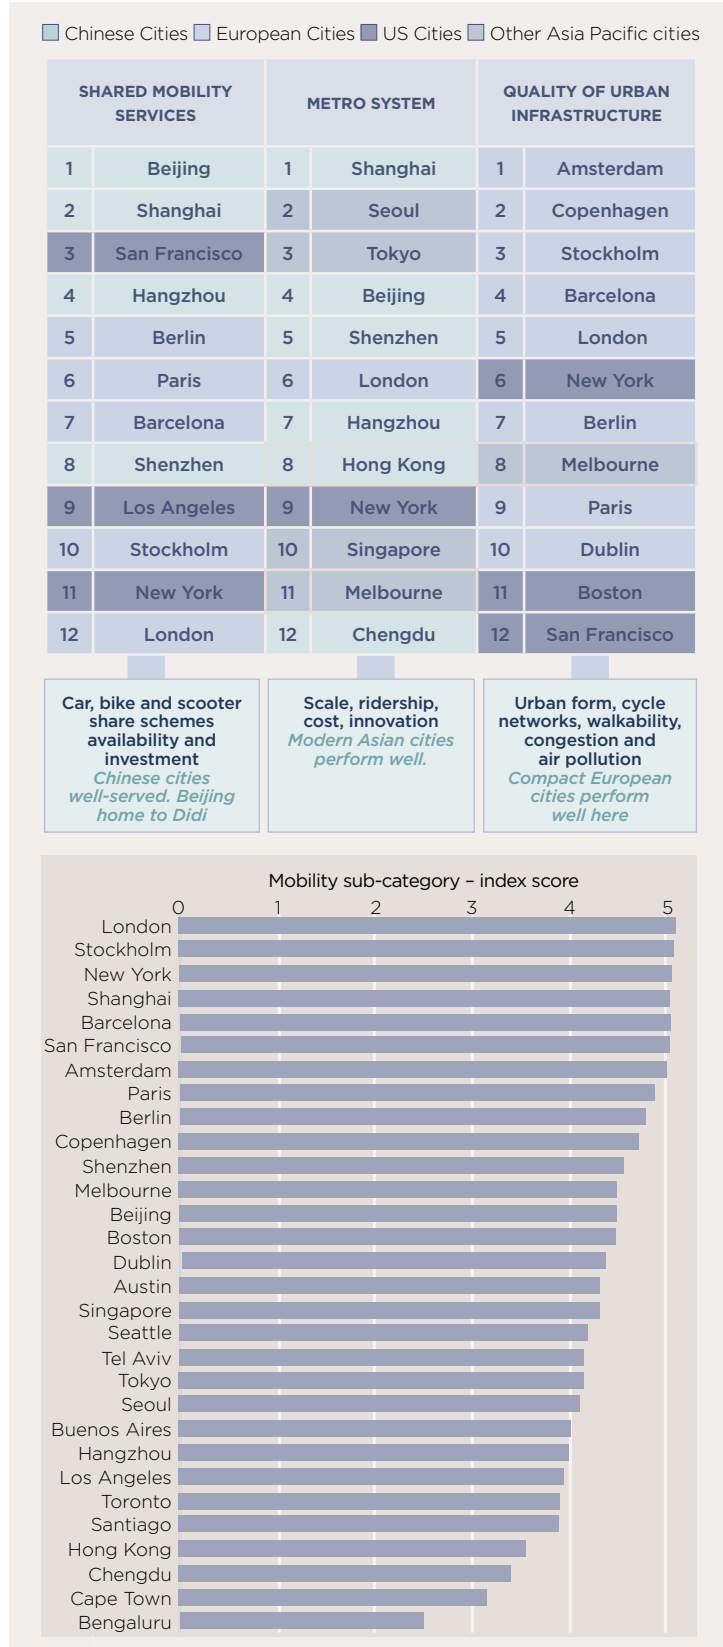 Chinese Cities European Cities US Cities Other Asia Pacific cities
SHARED MOBILITY
SERVICES
METRO SYSTEM
QUALITY OF URBAN
INFRASTRUCTURE
1 Beijing 1 Shanghai 1 Amsterdam
2 Shanghai 2 Seoul 2 Copenhagen
3 San Francisco 3 Tokyo 3 Stockholm
4 Hangzhou 4 Beijing 4 Barcelona
5 Berlin 5 Shenzhen 5 London
6 Paris 6 London 6 New York
7 Barcelona 7 Hangzhou 7 Berlin
8 Shenzhen 8 Hong Kong 8 Melbourne
9 Los Angeles 9 New York 9 Paris
10 Stockholm 10 Singapore 10 Dublin
11 New York 11 Melbourne 11 Boston
12 London 12 Chengdu 12 San Francisco
Car, bike and scooter
share schemes
availability and
investment
Chinese cities
well-served. Beijing
home to Didi
Scale, ridership,
cost, innovation
Modern Asian cities
perform well.
Urban form, cycle
networks, walkability,
congestion and
air pollution
Compact European
cities perform
well here
Mobility sub-category – index score
0 1 2 3 4 5
London
Stockholm
New York
Shanghai
Barcelona
San Francisco
Amsterdam
Paris
Berlin
Copenhagen
Shenzhen
Melbourne
Beijing
Boston
Dublin
Austin
Singapore
Seattle
Tel Aviv
Tokyo
Seoul
Buenos Aires
Hangzhou
Los Angeles
Toronto
Santiago
Hong Kong
Chengdu
Cape Town
Bengaluru